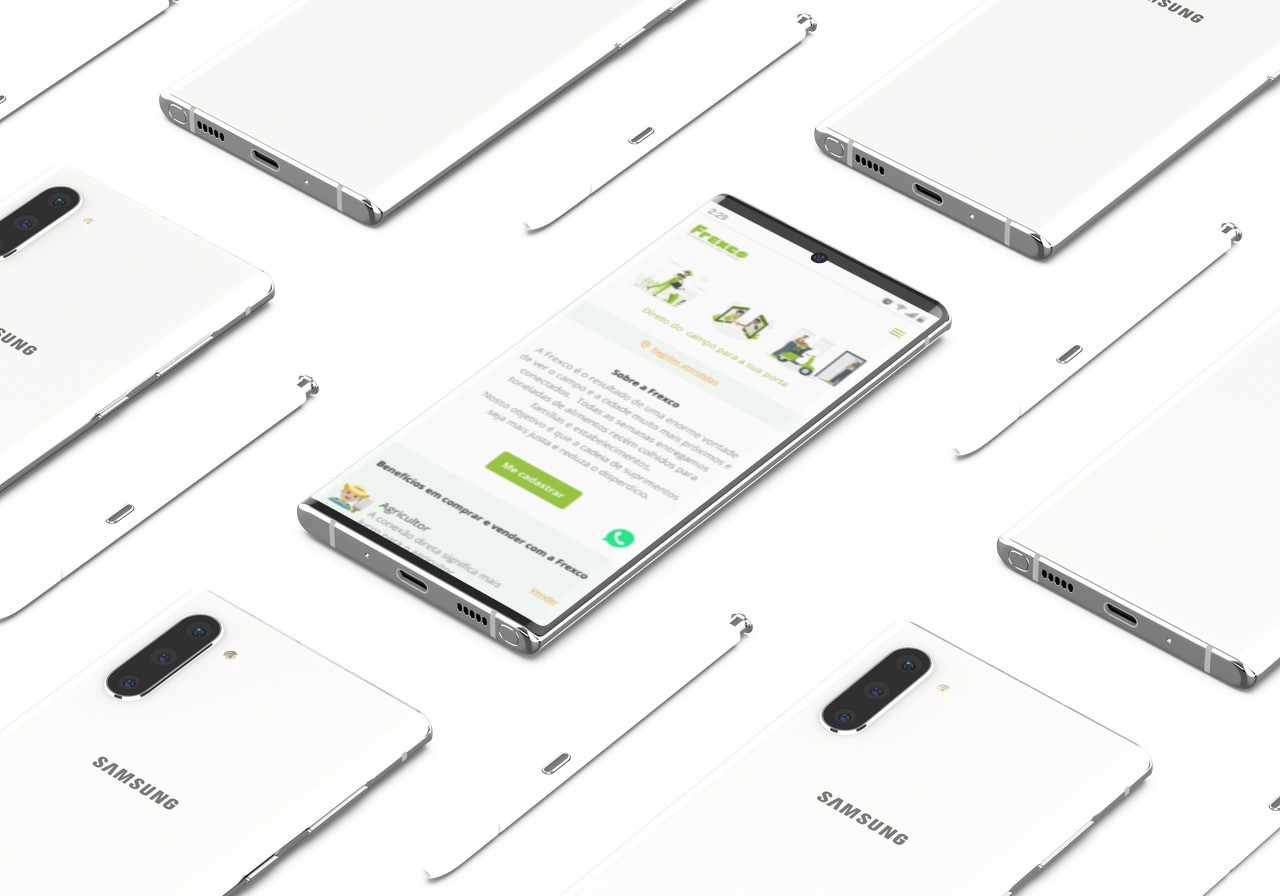 SAMSUNG
2:29
Frexco
Direto do campo para a sua porta
Regiões atendidas
Sobre a Frexco
A Frexco é o resultado de uma enorme vontade
de ver o campo e a cidade muito mais próximos e
conectados. Todas as semanas entregamos
toneladas de alimentos recém colhidos para
famílias e estabelecimentos.
Nosso objetivo é que a cadeia de suprimentos
seja mais justa e reduza o disperdício.
Me cadastrar
Benefícios em comprar e vender com a Frexco
Agricultor
A conexão direta significa mais
Vender
SAMSUNG
SAMSUNG